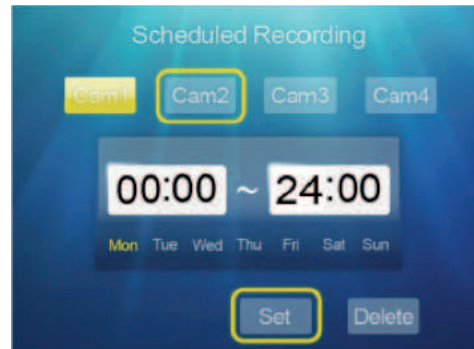 Scheduled Recording
Cam1 Cam2 Cam3 Cam4
00:00 ~ 24:00
Mon Tue Wed Thu Fri Sat Sun
Set Delete